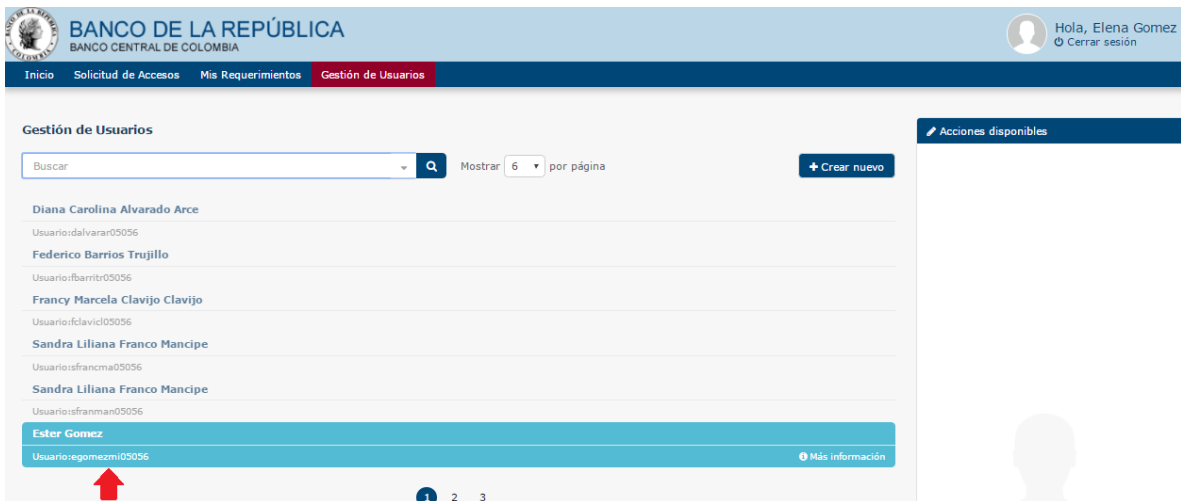 BANCO DE LA REPÚBLICA
BANCO CENTRAL DE COLOMBIA
Hola, Elena Gomez
Cerrar sesión
Inicio Solicitud de Accesos Mis Requerimientos Gestión de Usuarios
Gestión de Usuarios
Acciones disponibles
Buscar
Mostrar 6 por página
+ Crear nuevo
Diana Carolina Alvarado Arce
Usuario:dalvarar05056
Federico Barrios Trujillo
Usuario:fbarritr05056
Francy Marcela Clavijo Clavijo
Usuario:fclavicl05056
Sandra Liliana Franco Mancipe
Usuario:sfrancma05056
Sandra Liliana Franco Mancipe
Usuario:sfranman05056
Ester Gomez
Usuario:egomezmi05056
Más información
1 2 3